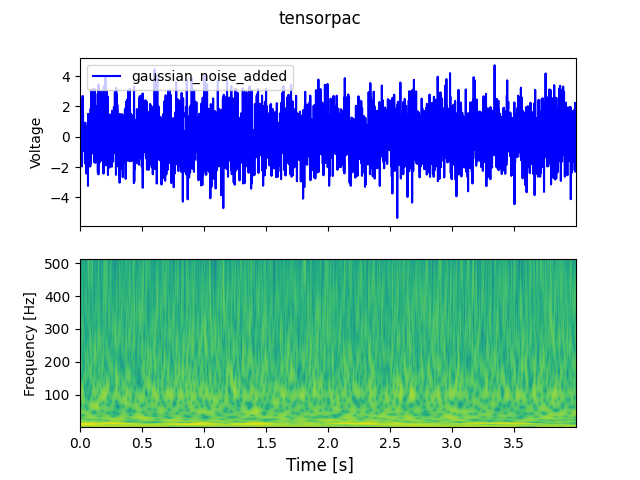 tensorpac
gaussian_noise_added
Voltage
4
2
0
−2
−4
Frequency [Hz]
500
400
300
200
100
0.0 0.5 1.0 1.5 2.0 2.5 3.0 3.5
Time [s]